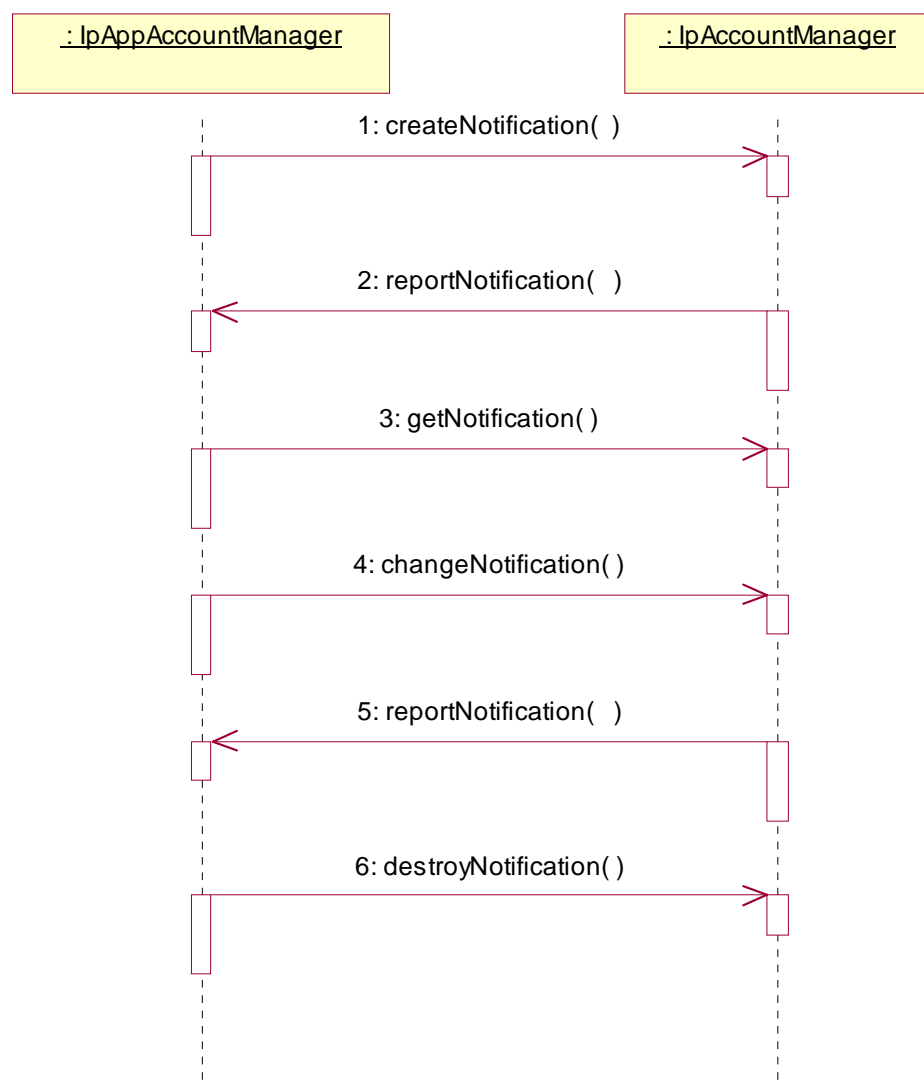 : IpAppAccountManager
: IpAccountManager
1: createNotification( )
2: reportNotification( )
3: getNotification( )
4: changeNotification( )
5: reportNotification( )
6: destroyNotification( )